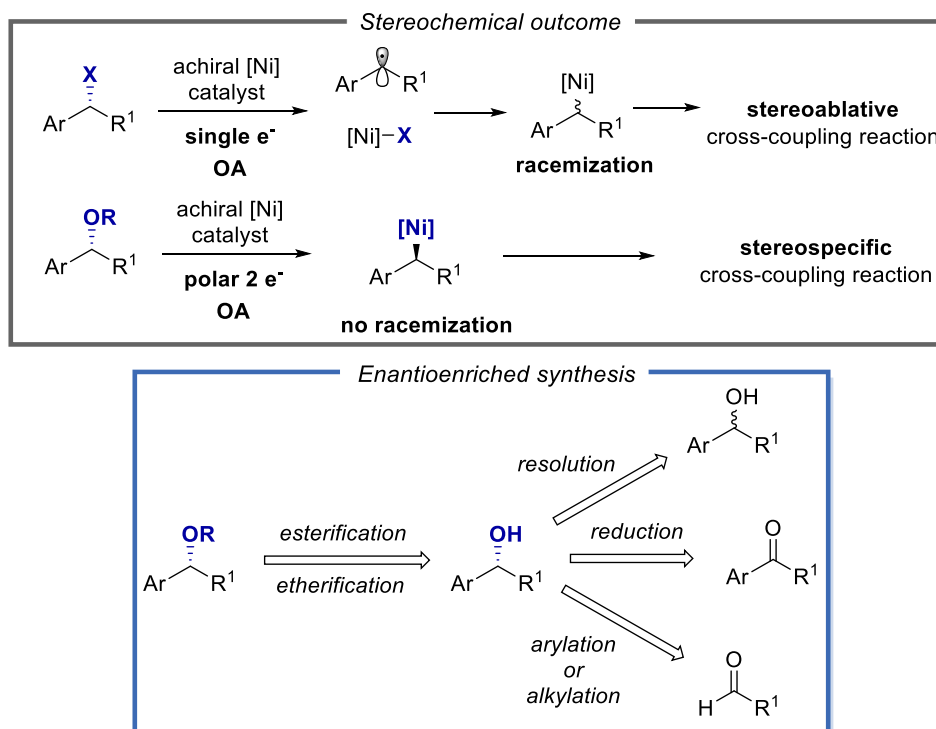 Stereochemical outcome
X
Ar
R¹
achiral [Ni]
catalyst
single e⁻
OA
Ar
R¹
[Ni]–X
[Ni]
Ar
R¹
racemization
stereoablative
cross-coupling reaction
OR
Ar
R¹
achiral [Ni]
catalyst
polar 2 e⁻
OA
[Ni]
Ar
R¹
no racemization
stereospecific
cross-coupling reaction
Enantioenriched synthesis
OR
Ar
R¹
esterification
etherification
OH
Ar
R¹
resolution
OH
Ar
R¹
reduction
O
Ar
R¹
arylation
or
alkylation
O
H
R¹